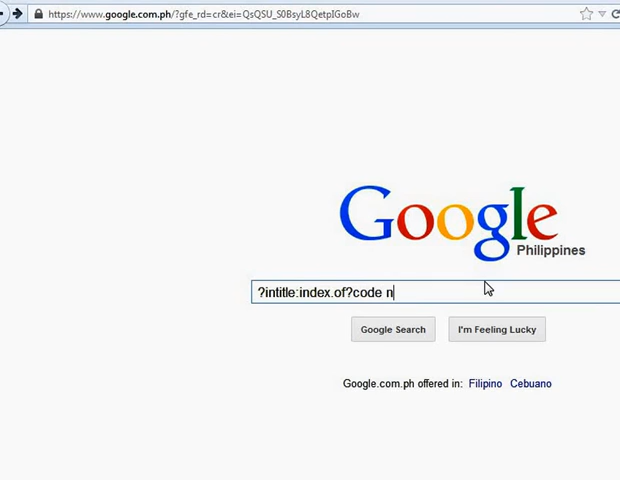 https://www.google.com.ph/?gfe_rd=cr&ei=QsQSU_S0BsyL8QetpIGoBw
Google
Philippines
?intitle:index.of?code n
Google Search
I'm Feeling Lucky
Google.com.ph offered in: Filipino Cebuano